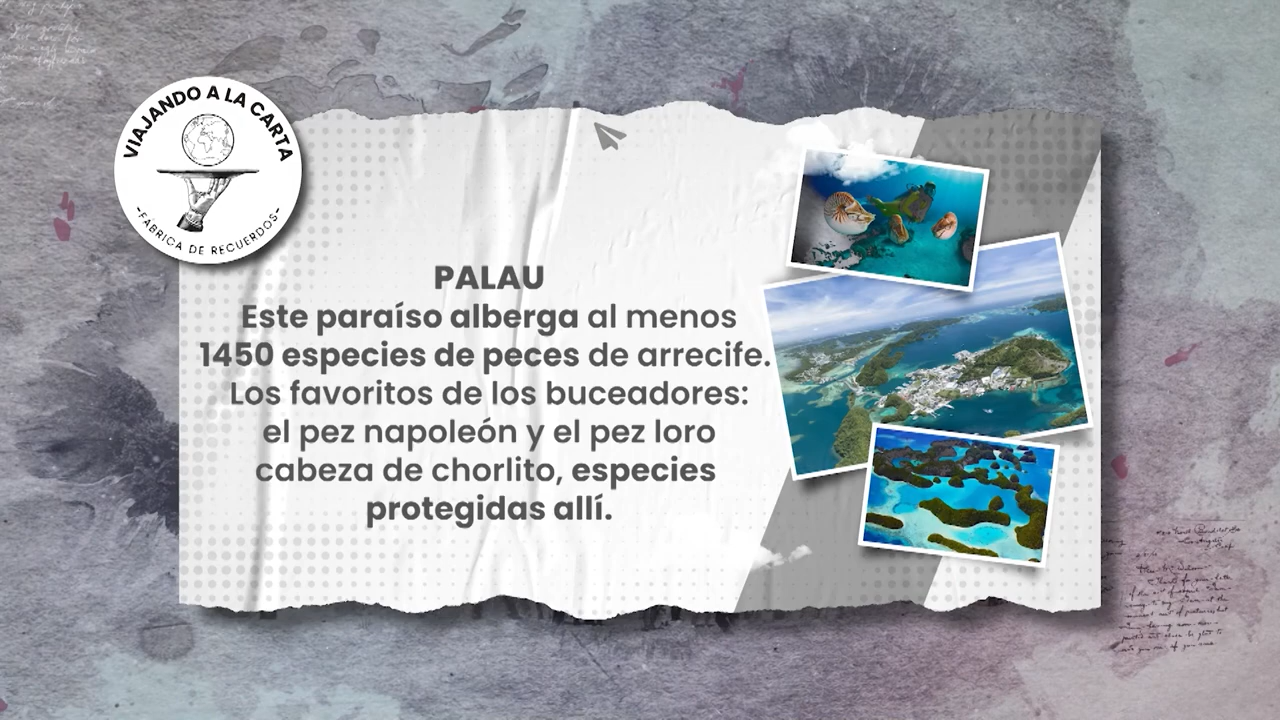 VIAJANDO A LA CARTA
-FÁBRICA DE RECUERDOS-
PALAU
Este paraíso alberga al menos
1450 especies de peces de arrecife.
Los favoritos de los buceadores:
el pez napoleón y el pez loro
cabeza de chorlito, especies
protegidas allí.